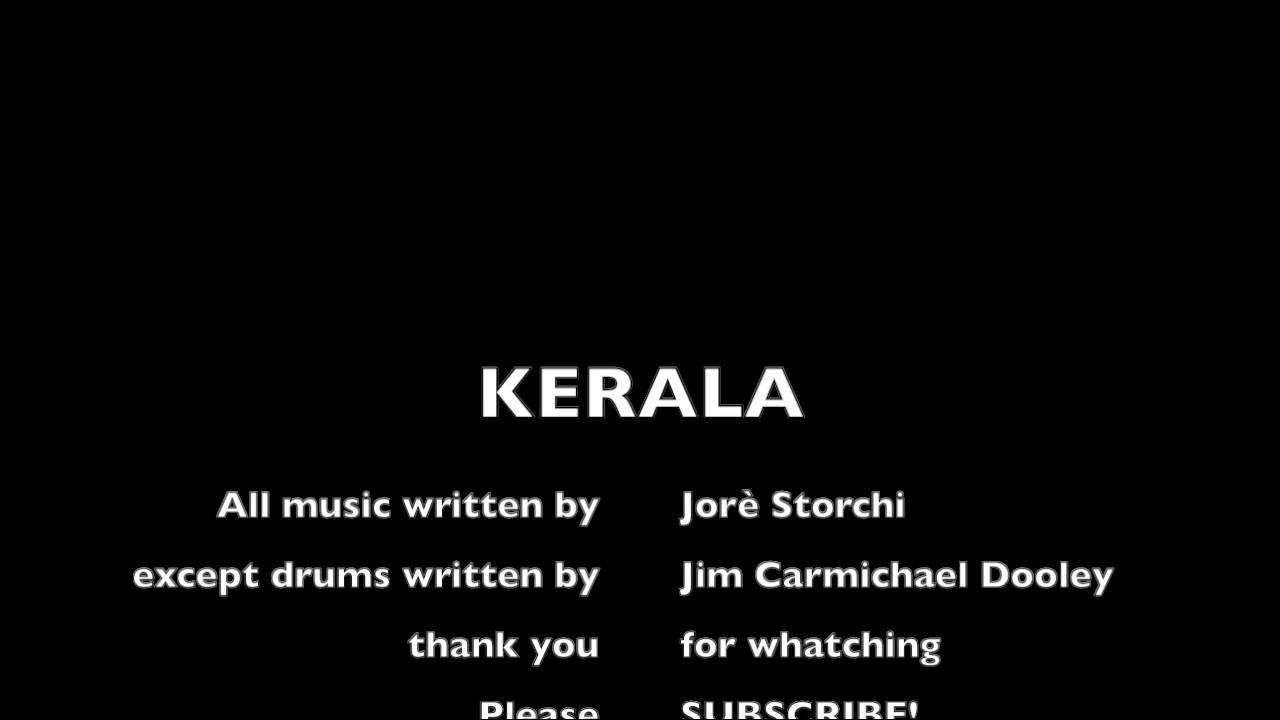 KERALA
All music written by Jorè Storchi
except drums written by Jim Carmichael Dooley
thank you for whatching
Please SUBSCRIBE!